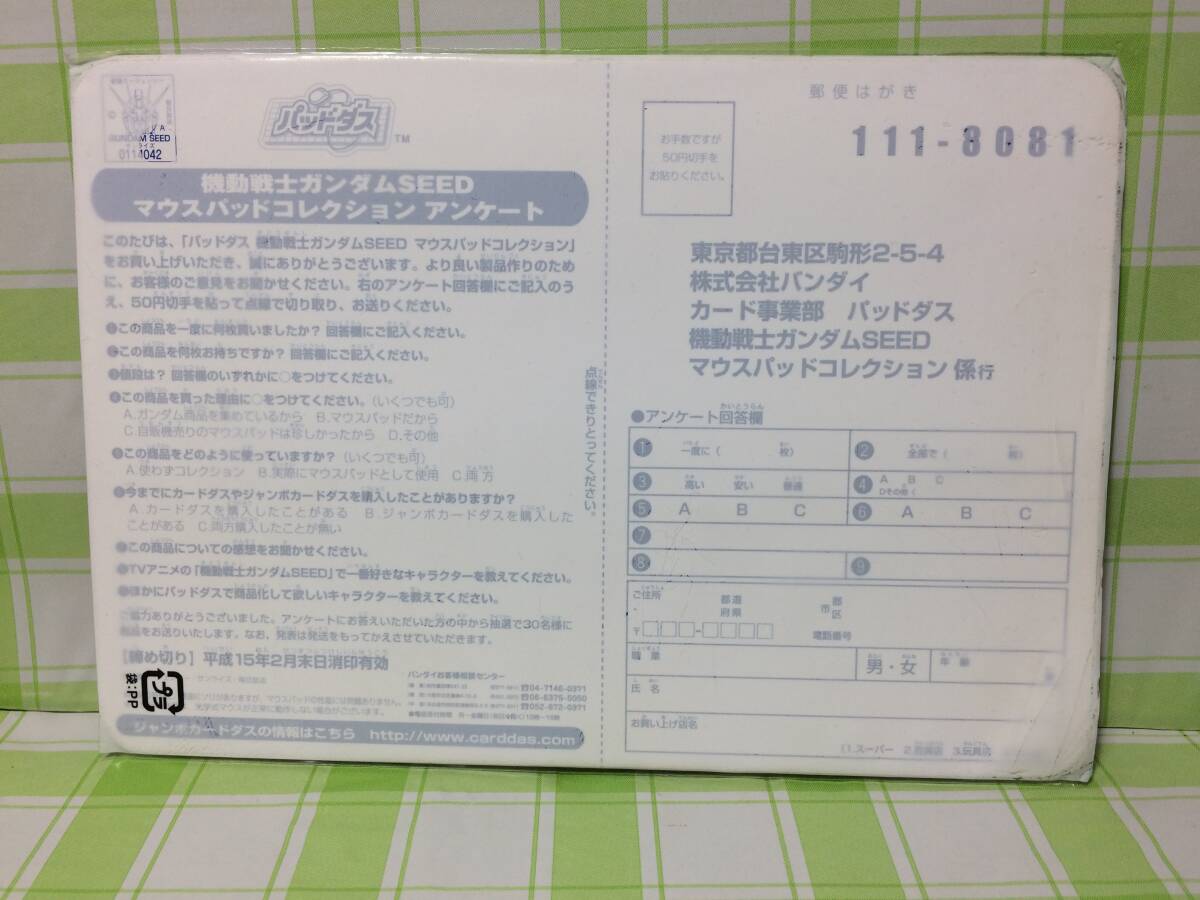 GUNDAM SEED
0114042
パッドダス
TM
機動戦士ガンダムSEED
マウスパッドコレクション アンケート
このたびは、「パッドダス 機動戦士ガンダムSEED マウスパッドコレクション」
をお買い上げいただき、誠にありがとうございます。より良い製品作りのため
に、お客様のご意見をお聞かせください。右のアンケート回答欄にご記入のう
え、50円切手を貼って点線で切り取り、お送りください。
❶この商品を一度に何枚買いましたか? 回答欄にご記入ください。
❷この商品を何枚お持ちですか? 回答欄にご記入ください。
❸値段は? 回答欄のいずれかに○をつけてください。
❹この商品を買った理由に○をつけてください。(いくつでも可)
A.ガンダム商品を集めているから B.マウスパッドだから
C.自販機売りのマウスパッドは珍しかったから D.その他
❺この商品をどのように使っていますか? (いくつでも可)
A.使わずコレクション B.実際にマウスパッドとして使用 C.両方
❻今までにカードダスやジャンボカードダスを購入したことがありますか?
A.カードダスを購入したことがある B.ジャンボカードダスを購入した
ことがある C.両方購入したことが無い
❼この商品についての感想をお聞かせください。
❽TVアニメの「機動戦士ガンダムSEED」で一番好きなキャラクターを教えてください。
❾ほかにパッドダスで商品化して欲しいキャラクターを教えてください。
ご協力ありがとうございました。アンケートにお答えいただいた方の中から抽選で30名様に
商品をお送りいたします。なお、発表は発送をもってかえさせていただきます。
【締め切り】平成15年2月末日消印有効
プラ
袋:PP
バンダイお客様相談センター
☎04-7146-0371
☎06-6375-5050
☎052-872-0371
ジャンボカードダスの情報はこちら http://www.carddas.com
点線できりとってください。
郵便はがき
お手数ですが
50円切手を
お貼りください。
111-8081
東京都台東区駒形2-5-4
株式会社バンダイ
カード事業部 パッドダス
機動戦士ガンダムSEED
マウスパッドコレクション 係行
●アンケート回答欄
❶ 一度に( 枚)
❷ 全部で( 枚)
❸ 高い 安い 普通
❹ A B C
Dその他(
❺ A B C
❻ A B C
❼
❽ ❾
ご住所 都道府県 市 郡区
〒□□□-□□□□ 電話番号
職業 男・女 年齢
氏名
お買い上げ店名
(1.スーパー 3.玩具店